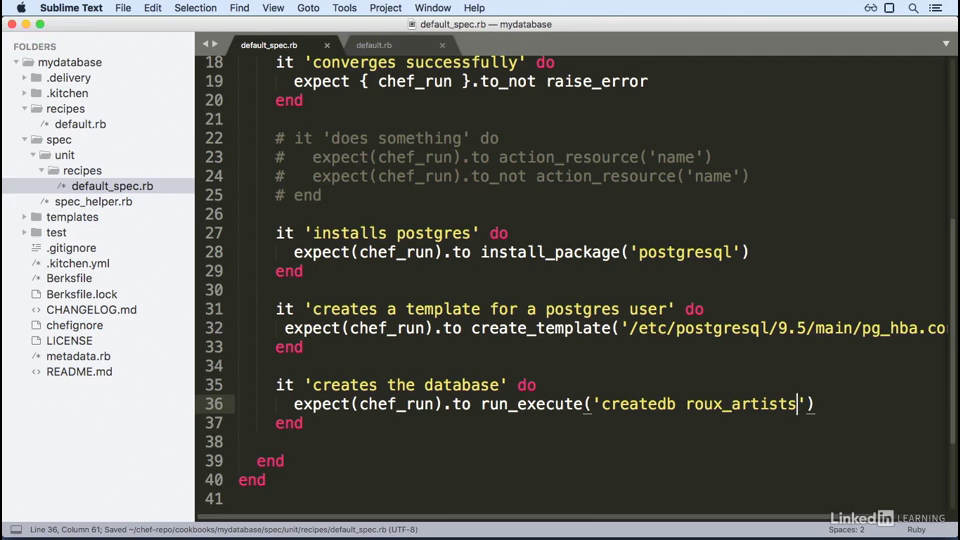 Sublime Text File Edit Selection Find View Goto Tools Project Window Help
default_spec.rb — mydatabase
FOLDERS
mydatabase
.delivery
.kitchen
recipes
default.rb
spec
unit
recipes
default_spec.rb
spec_helper.rb
templates
test
.gitignore
.kitchen.yml
Berksfile
Berksfile.lock
CHANGELOG.md
chefignore
LICENSE
metadata.rb
README.md
default_spec.rb × default.rb ×
18 it 'converges successfully' do
19 expect { chef_run }.to_not raise_error
20 end
21
22 # it 'does something' do
23 #   expect(chef_run).to action_resource('name')
24 #   expect(chef_run).to_not action_resource('name')
25 # end
26
27 it 'installs postgres' do
28 expect(chef_run).to install_package('postgresql')
29 end
30
31 it 'creates a template for a postgres user' do
32 expect(chef_run).to create_template('/etc/postgresql/9.5/main/pg_hba.co
33 end
34
35 it 'creates the database' do
36 expect(chef_run).to run_execute('createdb roux_artists')
37 end
38
39 end
40 end
41
Line 36, Column 61; Saved ~/chef-repo/cookbooks/mydatabase/spec/unit/recipes/default_spec.rb (UTF-8) Spaces: 2 Ruby
Linked in LEARNING